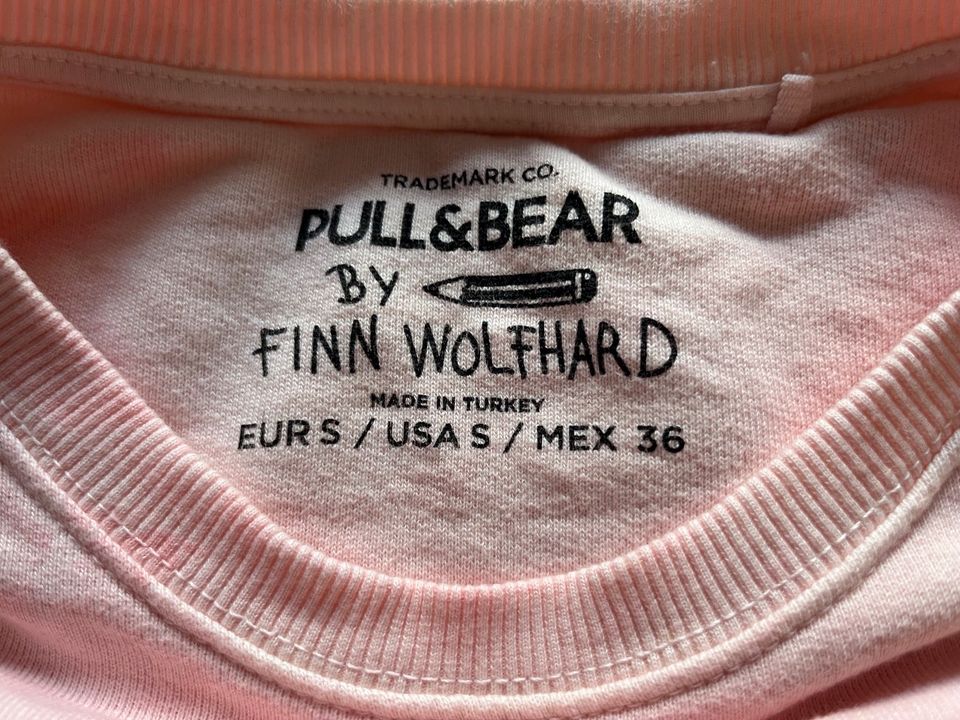 TRADEMARK CO.
PULL&BEAR
BY
FINN WOLFHARD
MADE IN TURKEY
EUR S / USA S / MEX 36